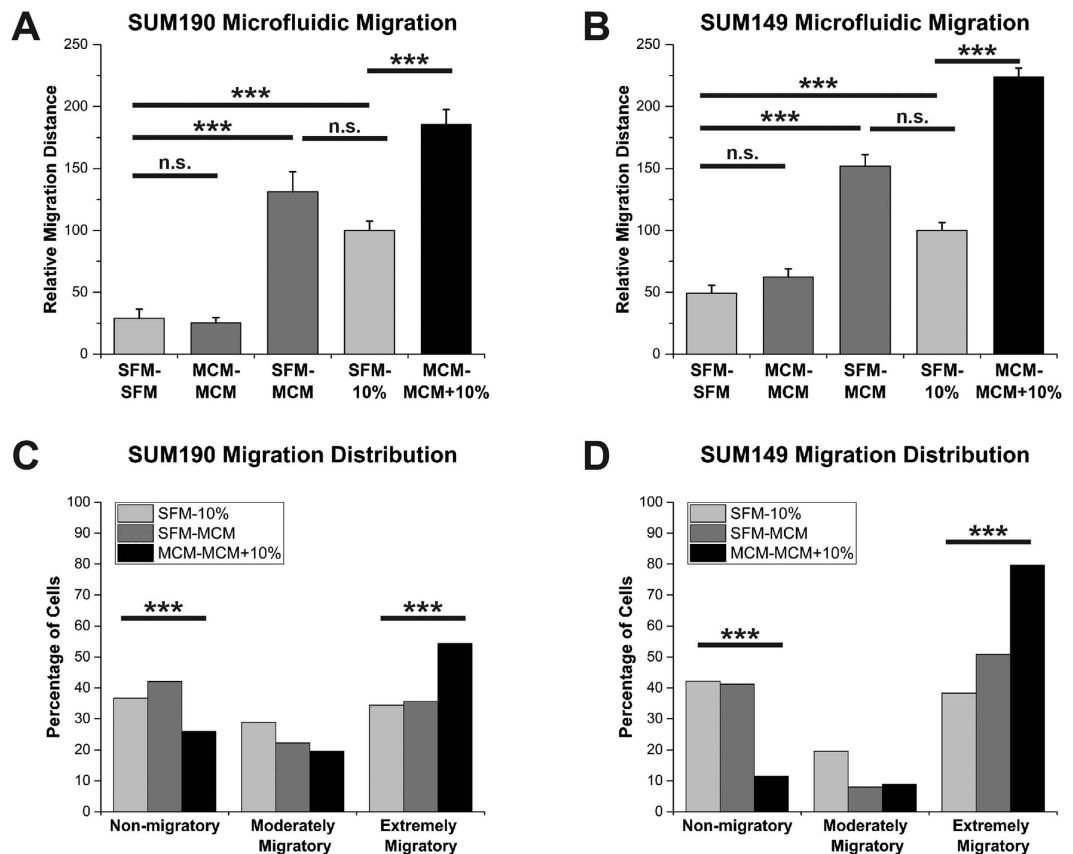 A
SUM190 Microfluidic Migration
Relative Migration Distance
250
200
150
100
50
0
***
***
***
n.s.
n.s.
SFM-SFM
MCM-MCM
SFM-MCM
SFM-10%
MCM-MCM+10%
B
SUM149 Microfluidic Migration
Relative Migration Distance
250
200
150
100
50
0
***
***
***
n.s.
n.s.
SFM-SFM
MCM-MCM
SFM-MCM
SFM-10%
MCM-MCM+10%
C
SUM190 Migration Distribution
Percentage of Cells
100
90
80
70
60
50
40
30
20
10
0
SFM-10%
SFM-MCM
MCM-MCM+10%
***
***
Non-migratory
Moderately
Migratory
Extremely
Migratory
D
SUM149 Migration Distribution
Percentage of Cells
100
90
80
70
60
50
40
30
20
10
0
SFM-10%
SFM-MCM
MCM-MCM+10%
***
***
Non-migratory
Moderately
Migratory
Extremely
Migratory